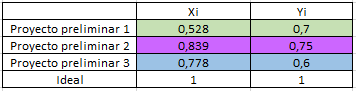 Xi Yi
Proyecto preliminar 1 0,528 0,7
Proyecto preliminar 2 0,839 0,75
Proyecto preliminar 3 0,778 0,6
Ideal 1 1